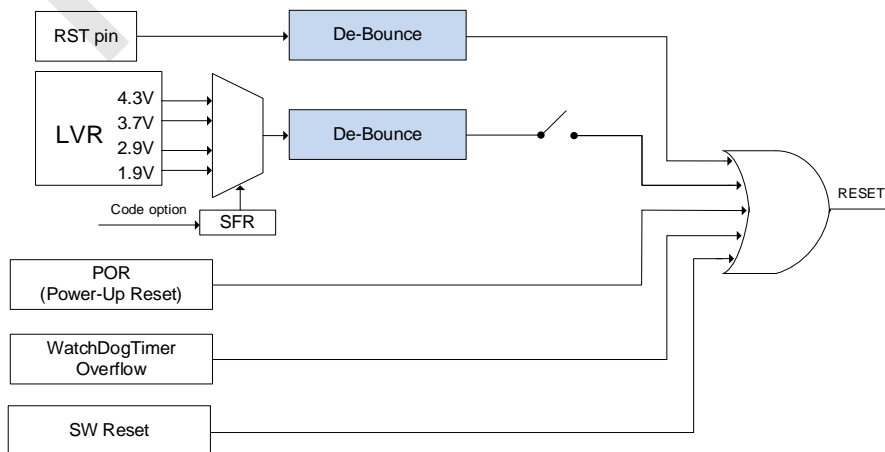 RST pin
De-Bounce
LVR
4.3V
3.7V
2.9V
1.9V
De-Bounce
Code option
SFR
RESET
POR
(Power-Up Reset)
WatchDogTimer
Overflow
SW Reset